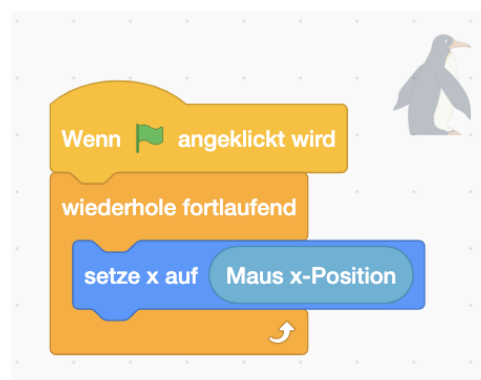 Wenn angeklickt wird
wiederhole fortlaufend
setze x auf Maus x-Position